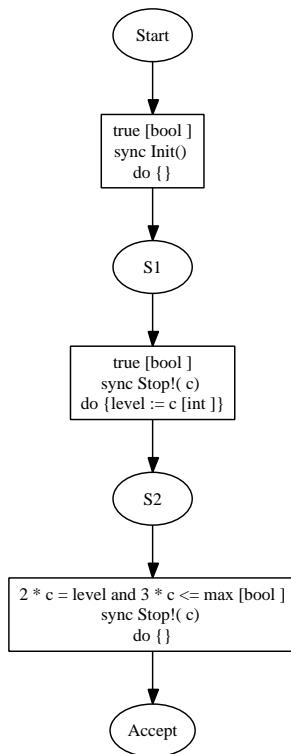 Start
true [bool ]
sync Init()
do {}
S1
true [bool ]
sync Stop!( c)
do {level := c [int ]}
S2
2 * c = level and 3 * c <= max [bool ]
sync Stop!( c)
do {}
Accept